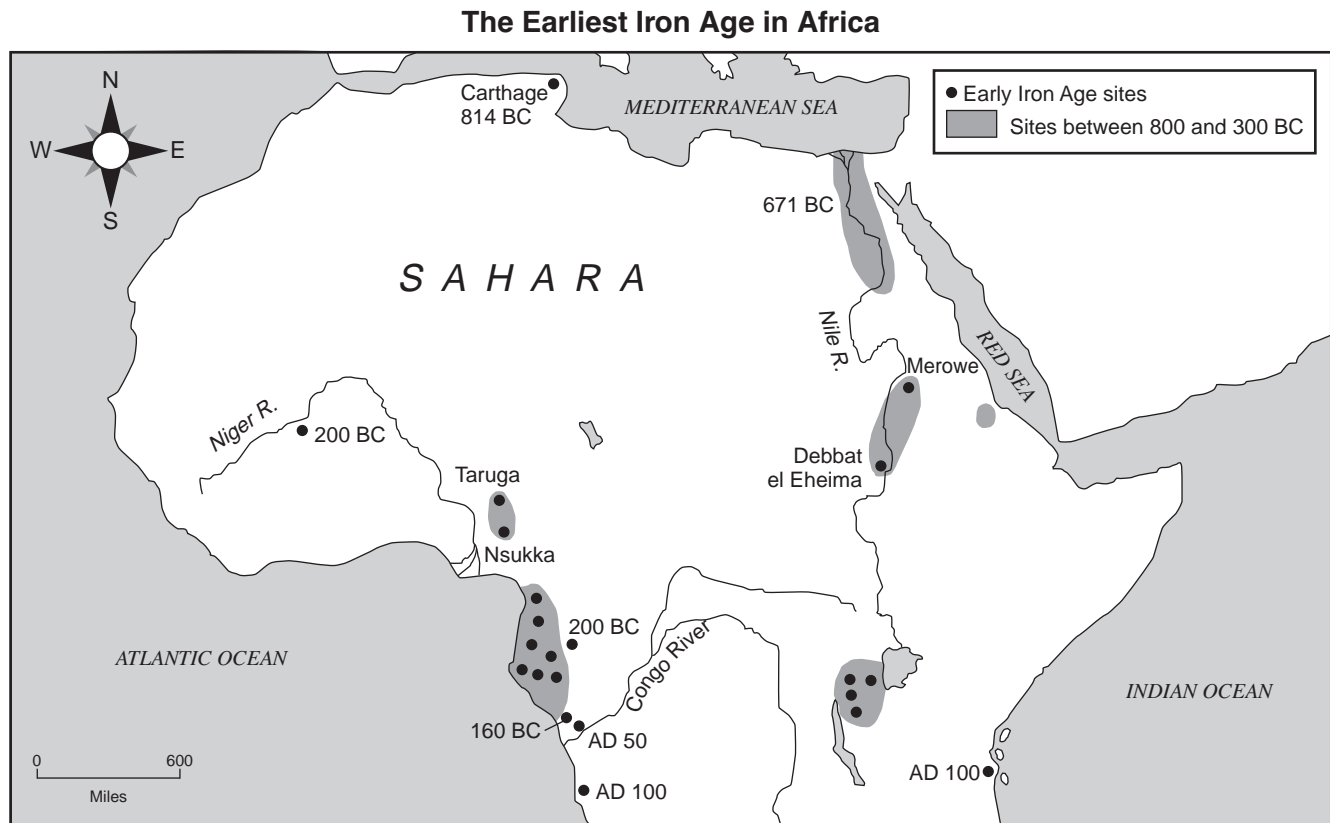 The Earliest Iron Age in Africa
N
W
E
S
Carthage
814 BC
MEDITERRANEAN SEA
Early Iron Age sites
Sites between 800 and 300 BC
671 BC
SAHARA
Nile R.
RED SEA
Merowe
Niger R.
200 BC
Debbat
el Eheima
Taruga
Nsukka
200 BC
Congo River
ATLANTIC OCEAN
INDIAN OCEAN
160 BC
AD 50
AD 100
AD 100
0
600
Miles